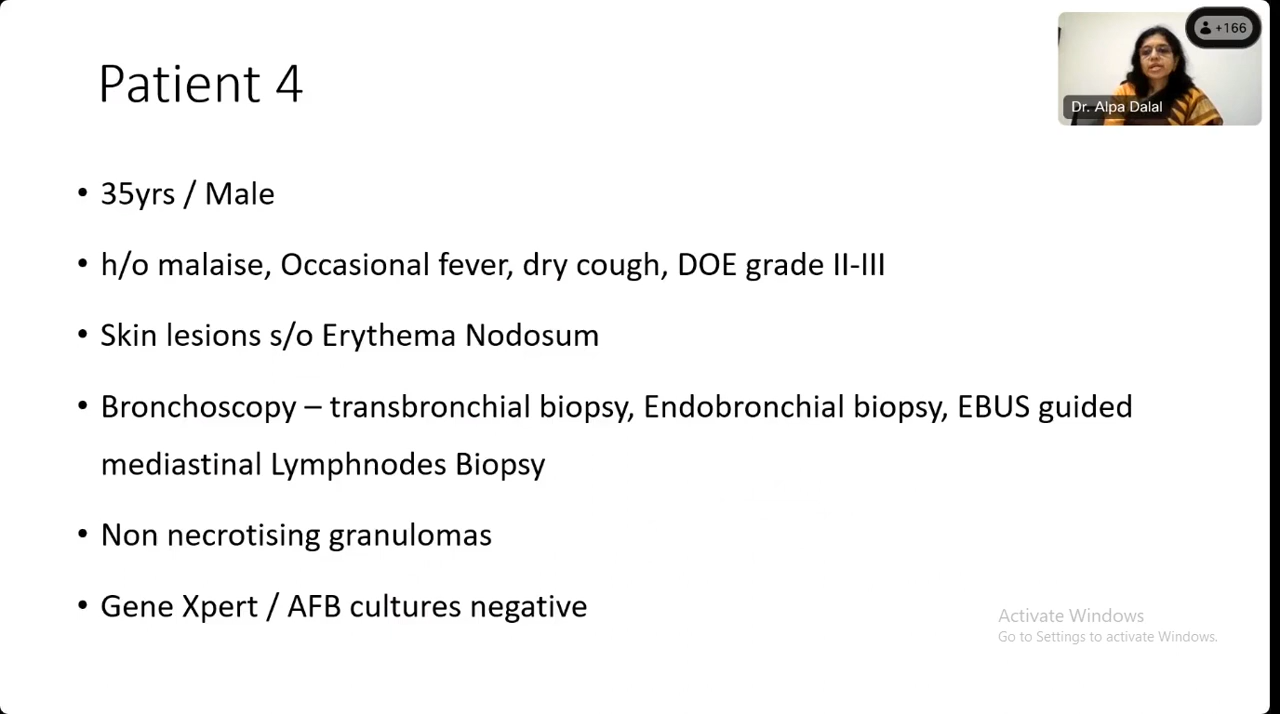 Patient 4
+166
Dr. Alpa Dalal
• 35yrs / Male
• h/o malaise, Occasional fever, dry cough, DOE grade II-III
• Skin lesions s/o Erythema Nodosum
• Bronchoscopy – transbronchial biopsy, Endobronchial biopsy, EBUS guided
mediastinal Lymphnodes Biopsy
• Non necrotising granulomas
• Gene Xpert / AFB cultures negative
Activate Windows
Go to Settings to activate Windows.